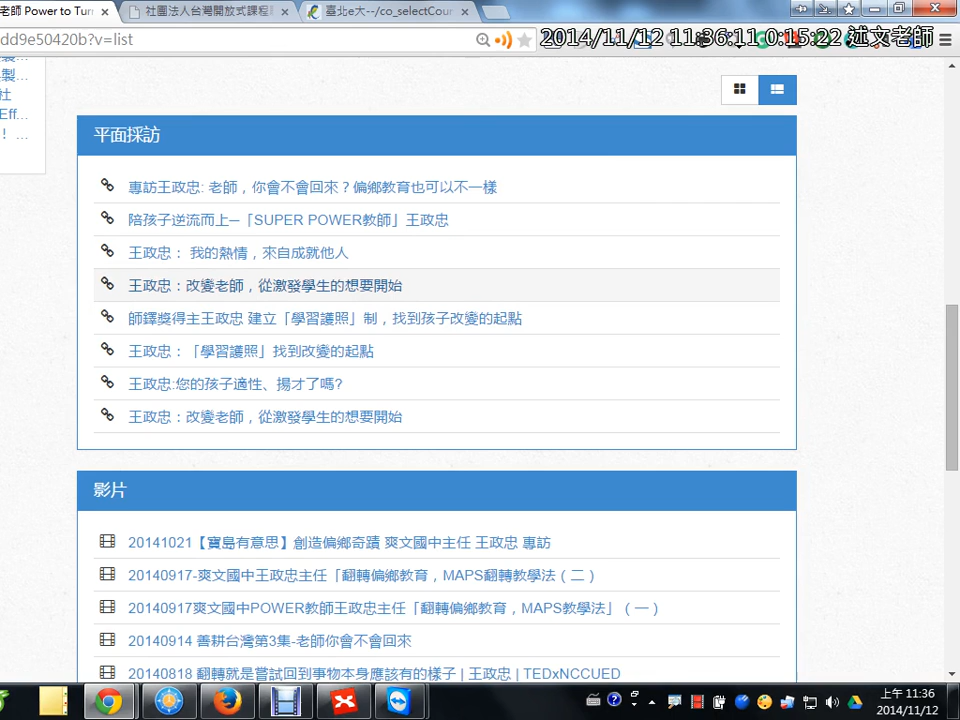 老師 Power to Turn
社團法人台灣開放式課程
臺北e大--/co_selectCour
dd9e50420b?v=list
2014/11/12 11:36:11 0:15:22 述文老師
製...
社
Eff...
！ ...
平面採訪
專訪王政忠: 老師，你會不會回來？偏鄉教育也可以不一樣
陪孩子逆流而上─「SUPER POWER教師」王政忠
王政忠： 我的熱情，來自成就他人
王政忠：改變老師，從激發學生的想要開始
師鐸獎得主王政忠 建立「學習護照」制，找到孩子改變的起點
王政忠：「學習護照」找到改變的起點
王政忠:您的孩子適性、揚才了嗎?
王政忠：改變老師，從激發學生的想要開始
影片
20141021【寶島有意思】創造偏鄉奇蹟 爽文國中主任 王政忠 專訪
20140917-爽文國中王政忠主任「翻轉偏鄉教育，MAPS翻轉教學法（二）
20140917爽文國中POWER教師王政忠主任「翻轉偏鄉教育，MAPS教學法」（一）
20140914 善耕台灣第3集-老師你會不會回來
20140818 翻轉就是嘗試回到事物本身應該有的樣子 | 王政忠 | TEDxNCCUED
上午 11:36
2014/11/12